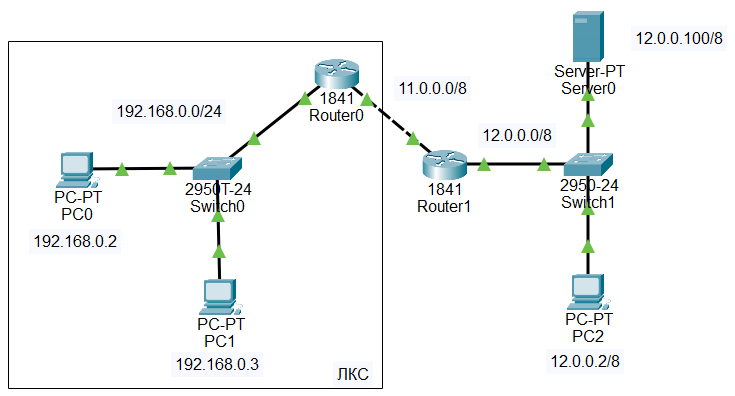 12.0.0.100/8
Server-PT
Server0
1841
Router0
11.0.0.0/8
192.168.0.0/24
12.0.0.0/8
PC-PT
PC0
192.168.0.2
2950T-24
Switch0
1841
Router1
2950-24
Switch1
PC-PT
PC1
192.168.0.3
PC-PT
PC2
12.0.0.2/8
ЛКС